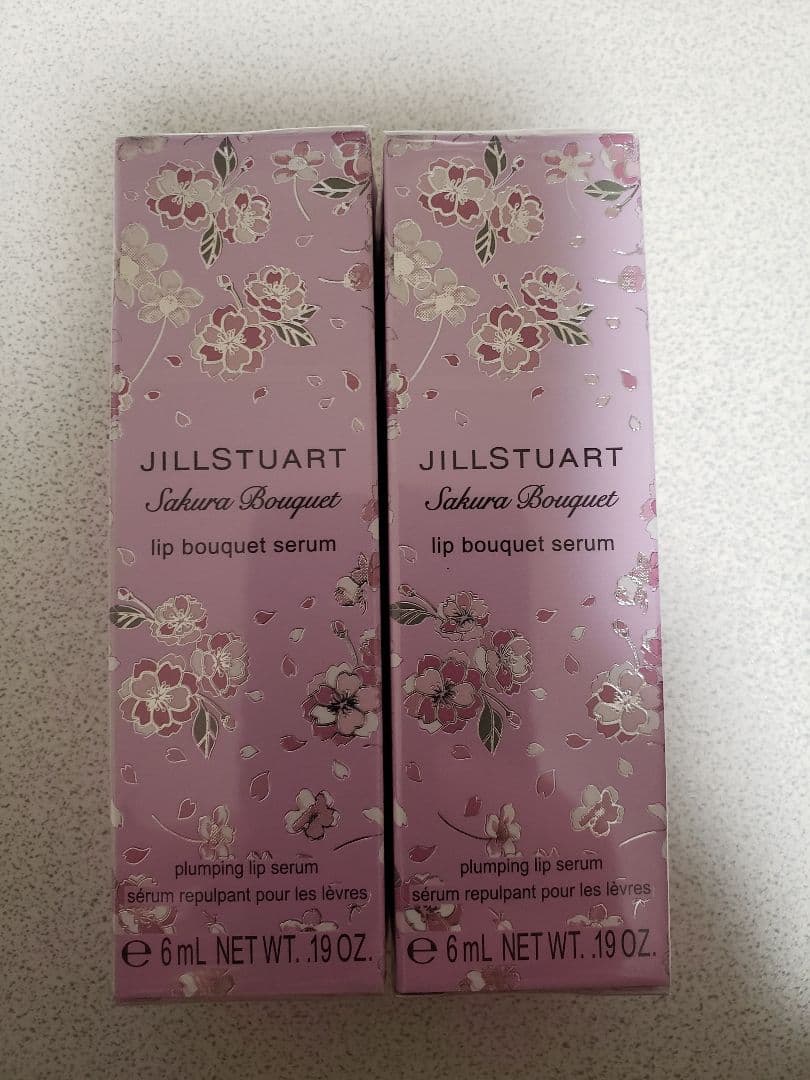 JILLSTUART
Sakura Bouquet
lip bouquet serum
plumping lip serum
sérum repulpant pour les lèvres
℮ 6 mL NET WT. .19 OZ.
JILLSTUART
Sakura Bouquet
lip bouquet serum
plumping lip serum
sérum repulpant pour les lèvres
℮ 6 mL NET WT. .19 OZ.